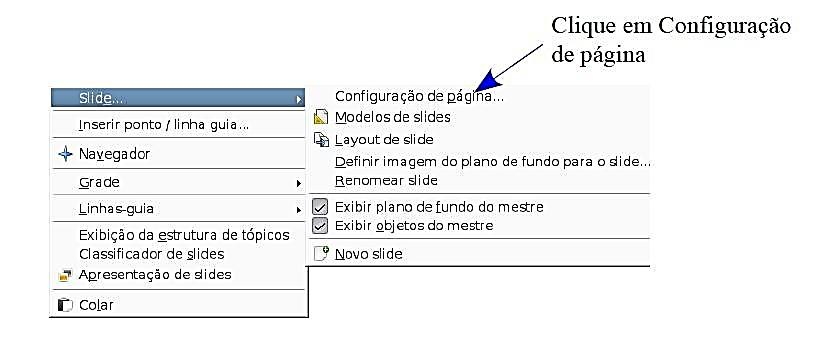 Clique em Configuração
de página
Slide...
Inserir ponto / linha guia...
Navegador
Grade
Linhas-guia
Exibição da estrutura de tópicos
Classificador de slides
Apresentação de slides
Colar
Configuração de página...
Modelos de slides
Layout de slide
Definir imagem do plano de fundo para o slide...
Renomear slide
Exibir plano de fundo do mestre
Exibir objetos do mestre
Novo slide